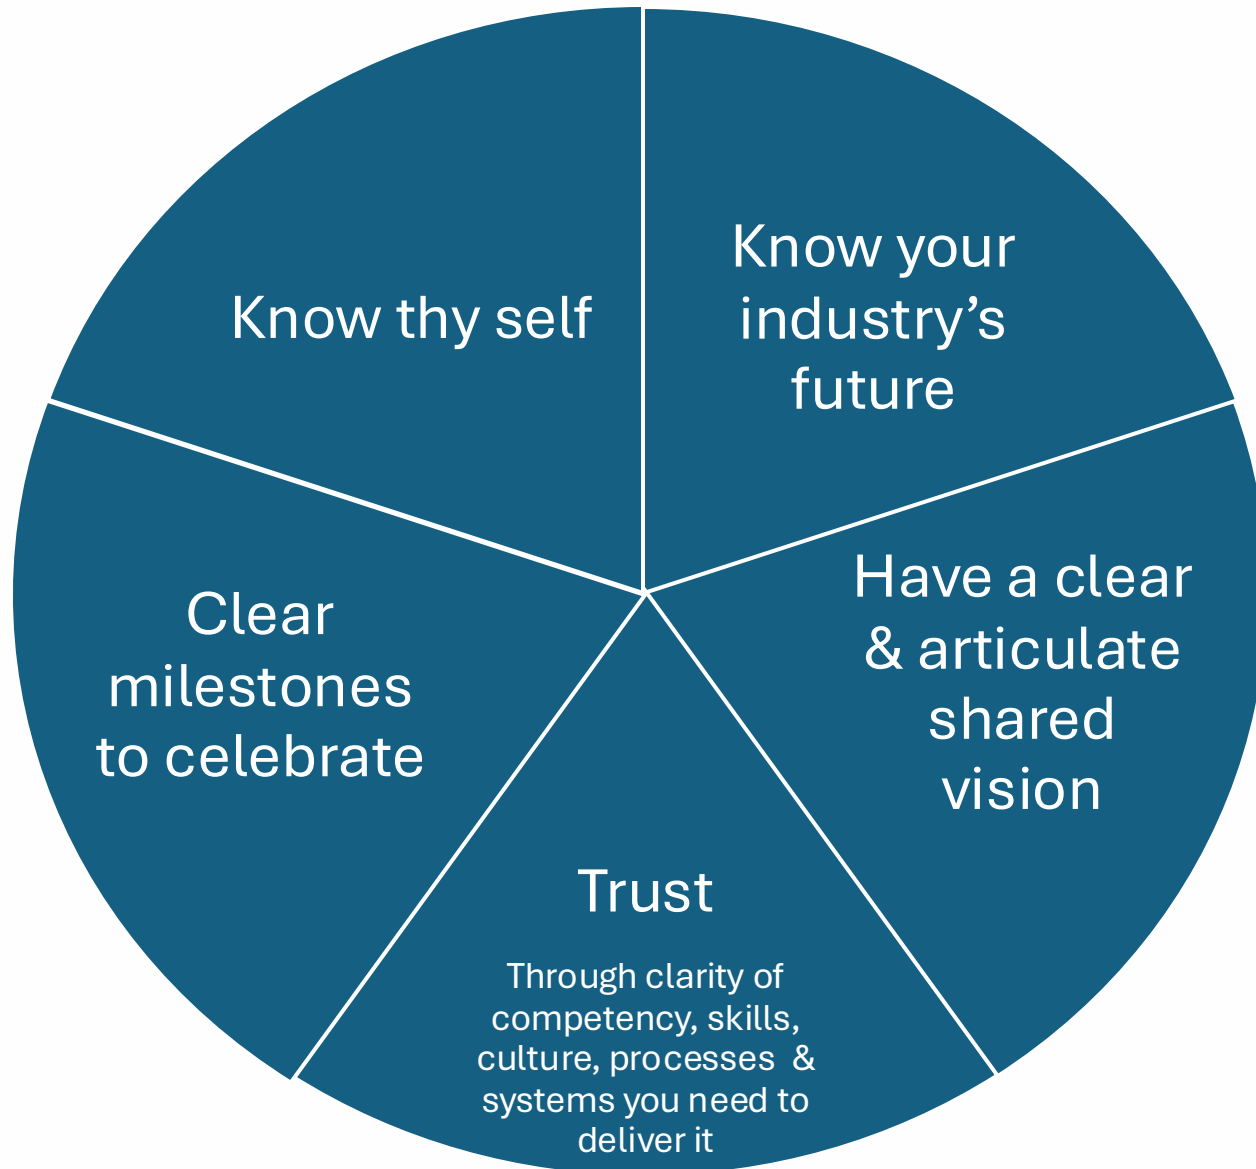 Know thy self
Know your
industry’s
future
Have a clear
& articulate
shared
vision
Trust
Through clarity of
competency, skills,
culture, processes  &
systems you need to
deliver it
Clear
milestones
to celebrate